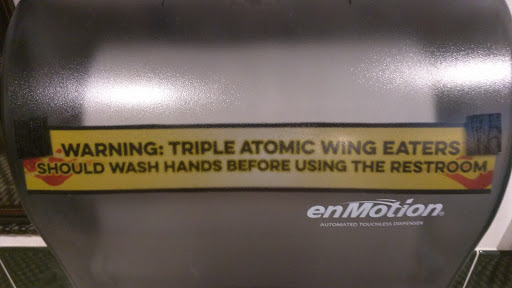 WARNING: TRIPLE ATOMIC WING EATERS
SHOULD WASH HANDS BEFORE USING THE RESTROOM
enMotion®
AUTOMATED TOUCHLESS DISPENSER